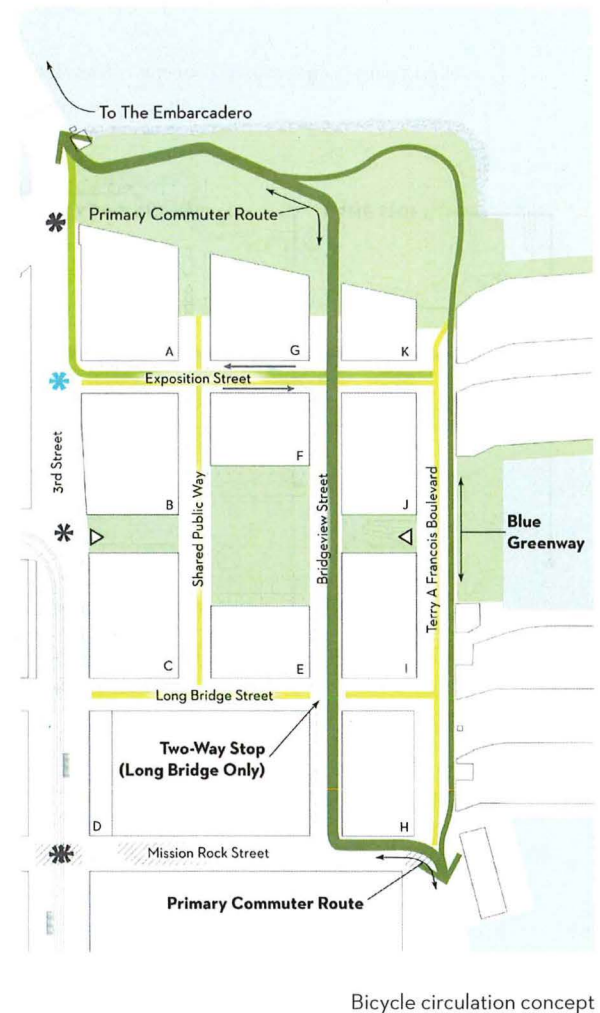 To The Embarcadero
Primary Commuter Route
A
G
K
Exposition Street
3rd Street
F
B
Shared Public Way
Bridgeview Street
J
Terry A Francois Boulevard
Blue
Greenway
C
E
I
Long Bridge Street
Two-Way Stop
(Long Bridge Only)
D
H
Mission Rock Street
Primary Commuter Route
Bicycle circulation concept